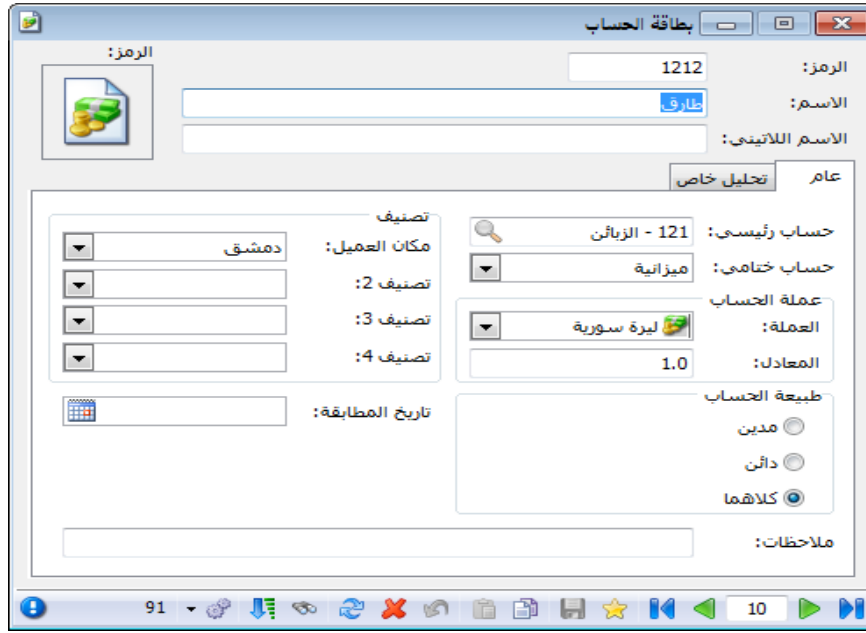 بطاقة الحساب
الرمز: 1212
الرمز:
الاسم: طارق
الاسم اللاتيني:
عام
تحليل خاص
حساب رئيسي: 121 - الزبائن
حساب ختامي: ميزانية
عملة الحساب
العملة: ليرة سورية
المعادل: 1.0
طبيعة الحساب
مدين
دائن
كلاهما
تصنيف
مكان العميل: دمشق
تصنيف 2:
تصنيف 3:
تصنيف 4:
تاريخ المطابقة:
ملاحظات:
10
91